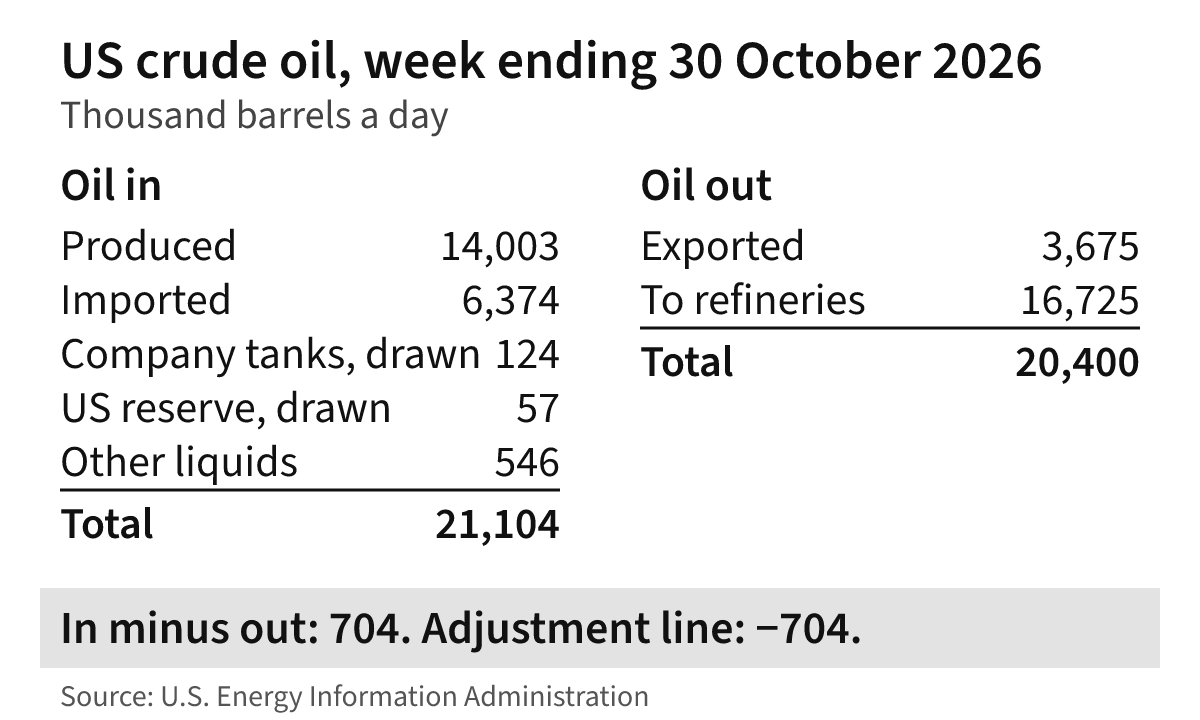 US crude oil, week ending 30 October 2026
Thousand barrels a day
Oil in
Produced 14,003
Imported 6,374
Company tanks, drawn 124
US reserve, drawn 57
Other liquids 546
Total 21,104
Oil out
Exported 3,675
To refineries 16,725
Total 20,400
In minus out: 704. Adjustment line: −704.
Source: U.S. Energy Information Administration